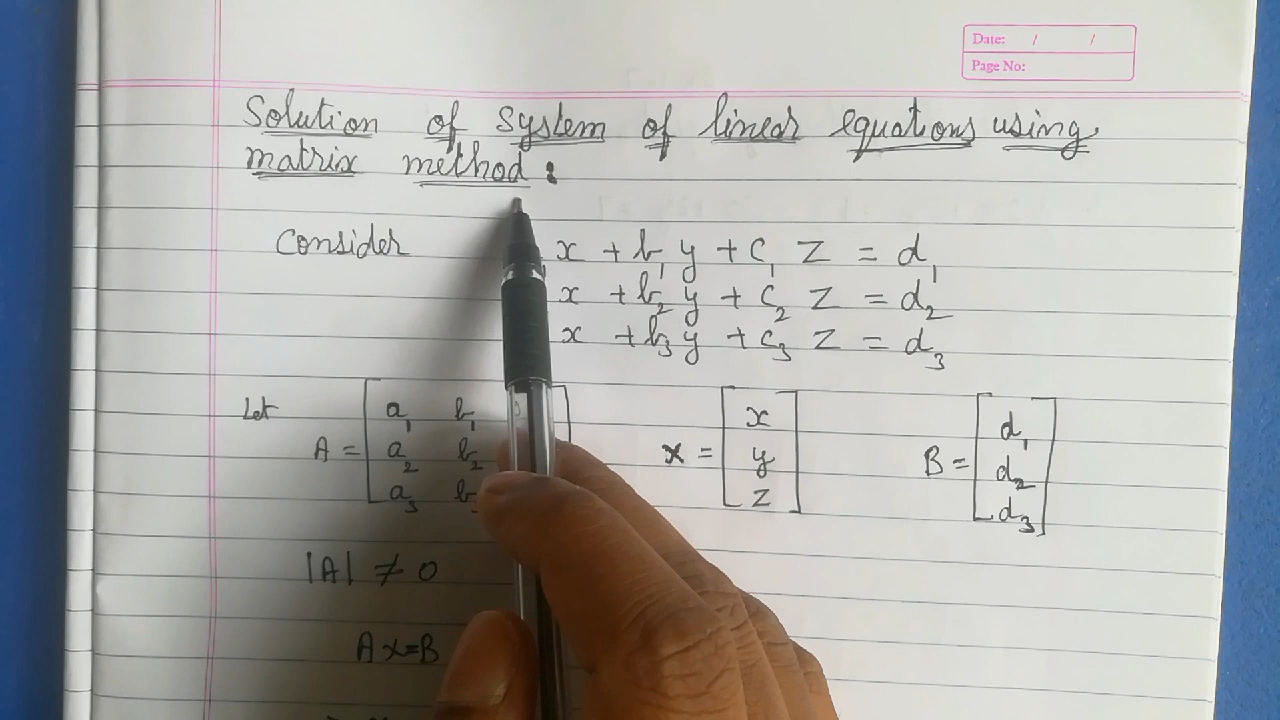 Date: / /
Page No:
Solution of system of linear equatons using
matrix method:
Consider x + b₁ y + c₁ z = d₁
x + b₂ y + c₂ z = d₂
x + b₃ y + c₃ z = d₃
Let A = [a₁ b₁ x = [x B = [d₁
a₂ b₂ y d₂
a₃ b₃ ] z] d₃]
|A| ≠ 0
Ax=B